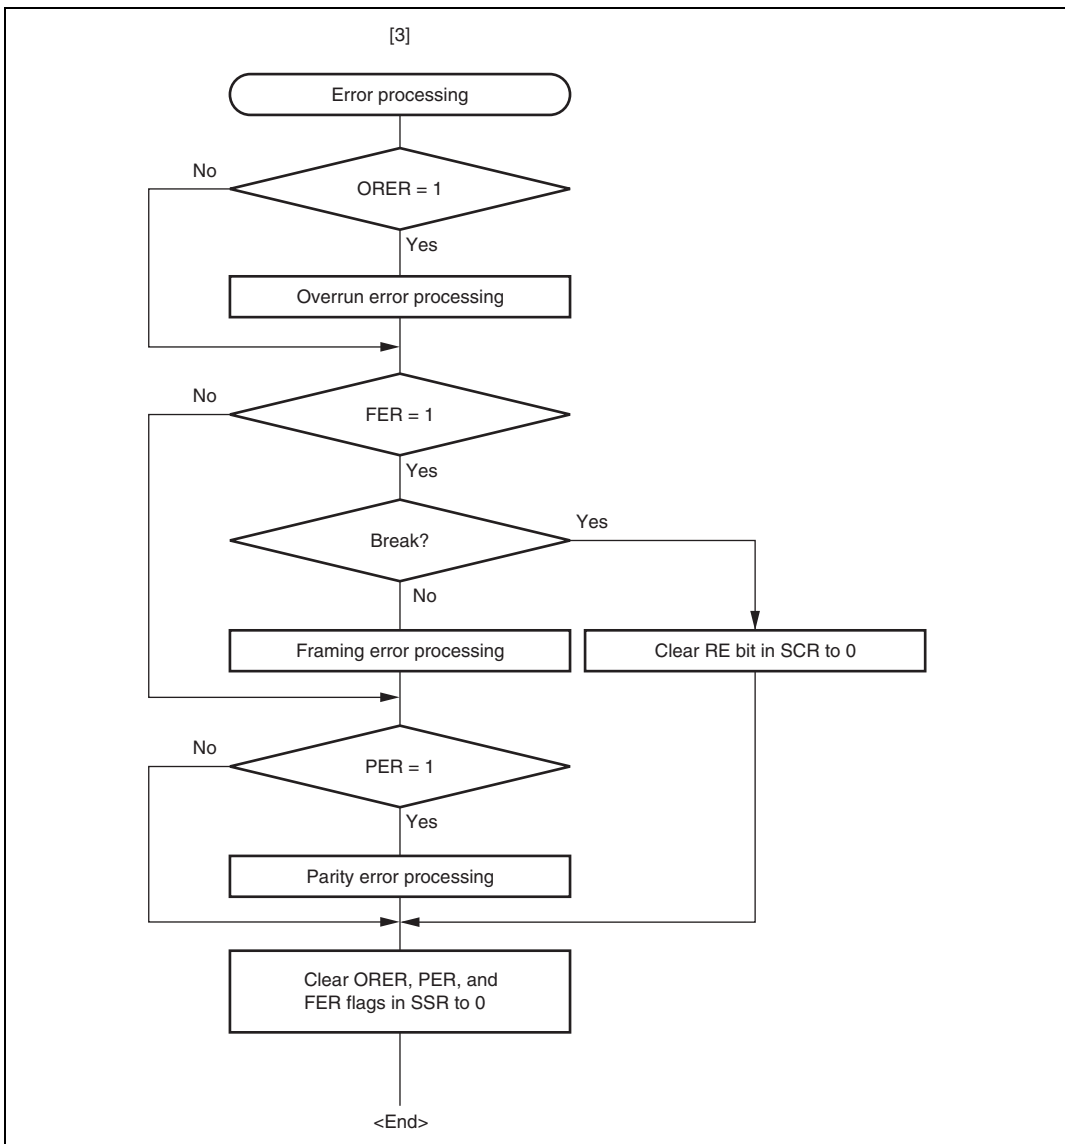 [3]
Error processing
No
ORER = 1
Yes
Overrun error processing
No
FER = 1
Yes
Break?
Yes
No
Framing error processing
Clear RE bit in SCR to 0
No
PER = 1
Yes
Parity error processing
Clear ORER, PER, and
FER flags in SSR to 0
<End>